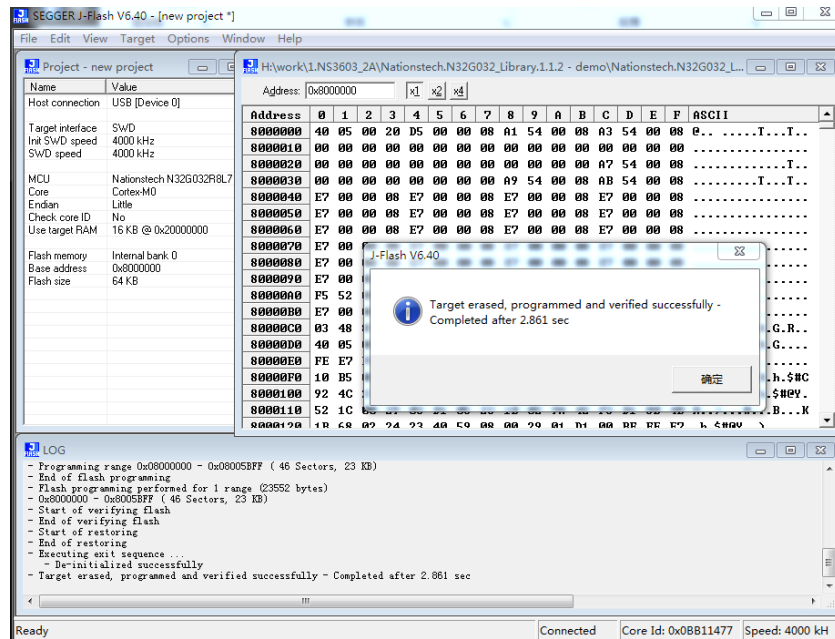 SEGGER J-Flash V6.40 - [new project *]
File Edit View Target Options Window Help
Project - new project
Name Value
Host connection USB [Device 0]
Target interface SWD
Init SWD speed 4000 kHz
SWD speed 4000 kHz
MCU Nationstech N32G032R8L7
Core Cortex-M0
Endian Little
Check core ID No
Use target RAM 16 KB @ 0x20000000
Flash memory Internal bank 0
Base address 0x8000000
Flash size 64 KB
H:\work\1.NS3603_2A\Nationstech.N32G032_Library.1.1.2 - demo\Nationstech.N32G032_L...
Address: 0x8000000 x1 x2 x4
Address 0 1 2 3 4 5 6 7 8 9 A B C D E F ASCII
8000000 40 05 00 20 D5 00 00 08 A1 54 00 08 A3 54 00 08 @.. .....T...T..
8000010 00 00 00 00 00 00 00 00 00 00 00 00 00 00 00 00 ................
8000020 00 00 00 00 00 00 00 00 00 00 00 00 A7 54 00 08 .............T..
8000030 00 00 00 00 00 00 00 00 A9 54 00 08 AB 54 00 08 .........T...T..
8000040 E7 00 00 08 E7 00 00 08 E7 00 00 08 E7 00 00 08 ................
8000050 E7 00 00 08 E7 00 00 08 E7 00 00 08 E7 00 00 08 ................
8000060 E7 00 00 08 E7 00 00 08 E7 00 00 08 E7 00 00 08 ................
8000070 E7 00
8000080 E7 00
8000090 E7 00
80000A0 F5 52
80000B0 E7 00
80000C0 03 48 .G.R..
80000D0 40 05 .G....
80000E0 FE E7
80000F0 10 B5 .h.$#C
8000100 92 4C .$#@Y.
8000110 52 1C .B...K
8000120 1B 68 02 24 23 40 59 08 00 29 01 D1 00 BF FE E7
J-Flash V6.40
Target erased, programmed and verified successfully -
Completed after 2.861 sec
确定
LOG
- Programming range 0x08000000 - 0x08005BFF ( 46 Sectors, 23 KB)
- End of flash programming
- Flash programming performed for 1 range (23552 bytes)
- 0x8000000 - 0x8005BFF ( 46 Sectors, 23 KB)
- Start of verifying flash
- End of verifying flash
- Start of restoring
- End of restoring
- Executing exit sequence ...
- De-initialized successfully
- Target erased, programmed and verified successfully - Completed after 2.861 sec
Ready Connected Core Id: 0x0BB11477 Speed: 4000 kH